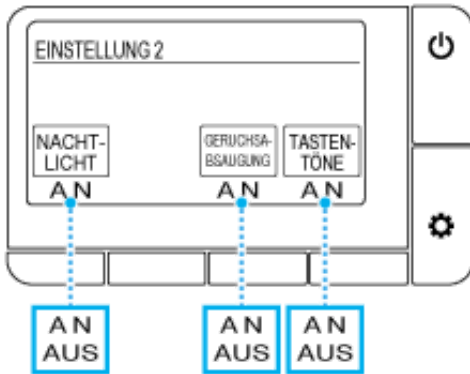 EINSTELLUNG 2
NACHT-
LICHT
AN
GERUCHSA-
BSAUGUNG
AN
TASTEN-
TÖNE
AN
AN
AUS
AN
AUS
AN
AUS